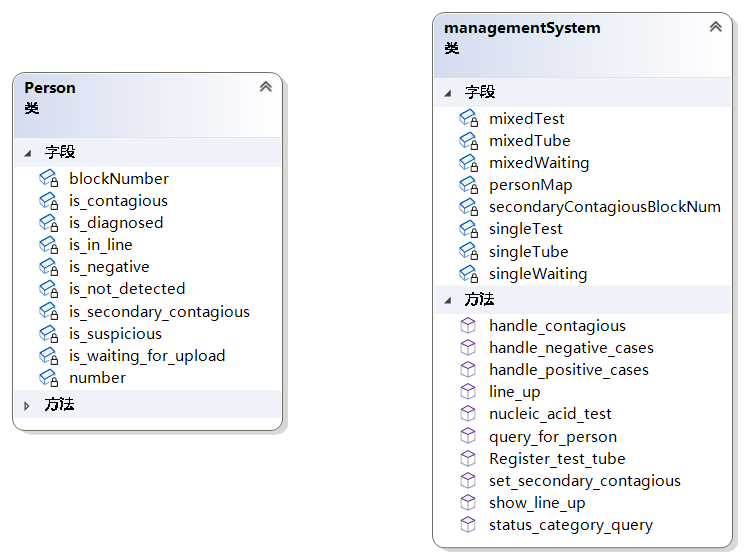 Person
类
字段
blockNumber
is_contagious
is_diagnosed
is_in_line
is_negative
is_not_detected
is_secondary_contagious
is_suspicious
is_waiting_for_upload
number
方法
managementSystem
类
字段
mixedTest
mixedTube
mixedWaiting
personMap
secondaryContagiousBlockNum
singleTest
singleTube
singleWaiting
方法
handle_contagious
handle_negative_cases
handle_positive_cases
line_up
nucleic_acid_test
query_for_person
Register_test_tube
set_secondary_contagious
show_line_up
status_category_query